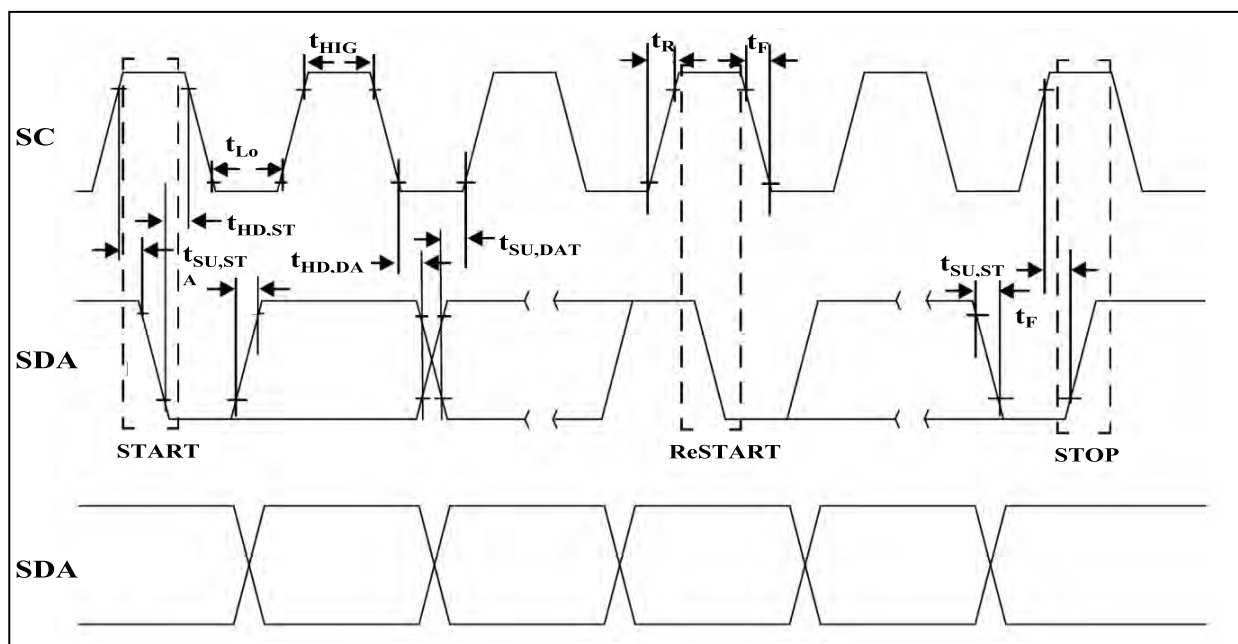 tHIG
tR
tF
SC
tLo
tHD,ST
tSU,ST
A
tHD,DA
tSU,DAT
tSU,ST
tF
SDA
START
ReSTART
STOP
SDA